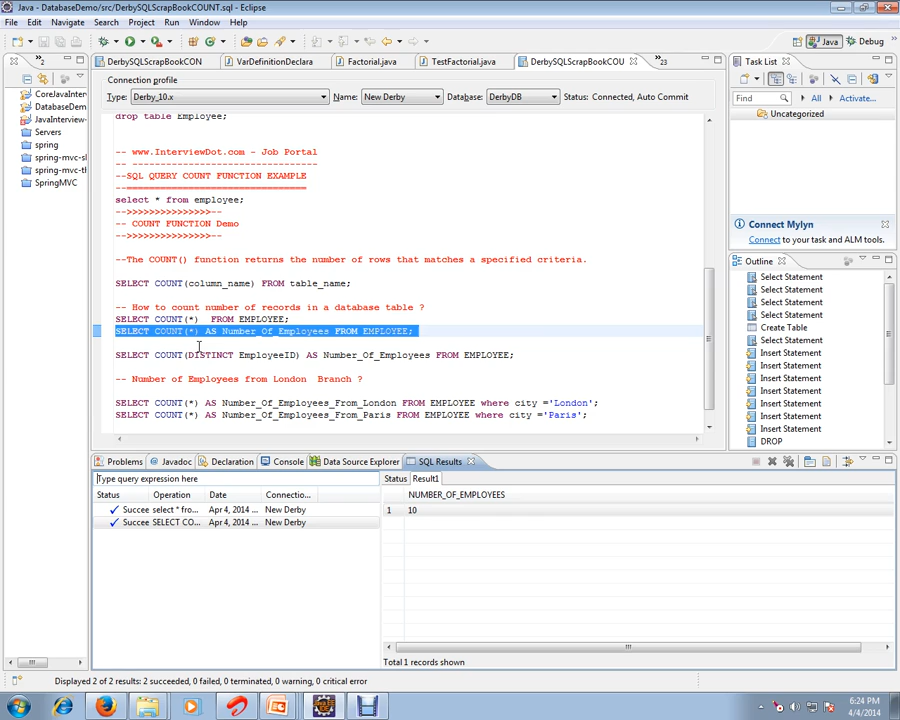 Java - DatabaseDemo/src/DerbySQLScrapBookCOUNT.sql - Eclipse
File Edit Navigate Search Project Run Window Help
Java Debug
2
DerbySQLScrapBookCON VarDefinitionDeclara Factorial.java TestFactorial.java DerbySQLScrapBookCOU 23
Connection profile
Type: Derby_10.x Name: New Derby Database: DerbyDB Status: Connected, Auto Commit
CoreJavaInterv
DatabaseDem
JavaInterview-
Servers
spring
spring-mvc-sl
spring-mvc-th
SpringMVC
drop table Employee;
-- www.InterviewDot.com - Job Portal
-- ------------------------------
--SQL QUERY COUNT FUNCTION EXAMPLE
--================================
select * from employee;
-->>>>>>>>>>>>>>>--
-- COUNT FUNCTION Demo
-->>>>>>>>>>>>>>>--
--The COUNT() function returns the number of rows that matches a specified criteria.
SELECT COUNT(column_name) FROM table_name;
-- How to count number of records in a database table ?
SELECT COUNT(*)  FROM EMPLOYEE;
SELECT COUNT(*) AS Number_Of_Employees FROM EMPLOYEE;
SELECT COUNT(DISTINCT EmployeeID) AS Number_Of_Employees FROM EMPLOYEE;
-- Number of Employees from London  Branch ?
SELECT COUNT(*) AS Number_Of_Employees_From_London FROM EMPLOYEE where city ='London';
SELECT COUNT(*) AS Number_Of_Employees_From_Paris FROM EMPLOYEE where city ='Paris';
Task List
Find All Activate...
Uncategorized
Connect Mylyn
Connect to your task and ALM tools.
Outline
Select Statement
Select Statement
Select Statement
Select Statement
Create Table
Select Statement
Insert Statement
Insert Statement
Insert Statement
Insert Statement
Insert Statement
Insert Statement
Insert Statement
DROP
Problems Javadoc Declaration Console Data Source Explorer SQL Results
Type query expression here
Status Operation Date Connectio...
Succee select * fro... Apr 4, 2014 ... New Derby
Succee SELECT CO... Apr 4, 2014 ... New Derby
Status Result1
NUMBER_OF_EMPLOYEES
1 10
Total 1 records shown
Displayed 2 of 2 results: 2 succeeded, 0 failed, 0 terminated, 0 warning, 0 critical error
6:24 PM
4/4/2014